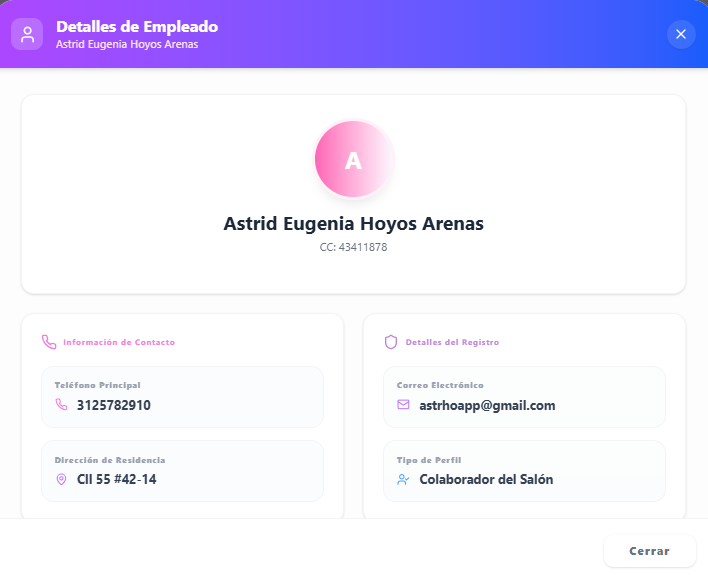 Detalles de Empleado
Astrid Eugenia Hoyos Arenas
A
Astrid Eugenia Hoyos Arenas
CC: 43411878
Información de Contacto
Teléfono Principal
3125782910
Dirección de Residencia
Cll 55 #42-14
Detalles del Registro
Correo Electrónico
astrhoapp@gmail.com
Tipo de Perfil
Colaborador del Salón
Cerrar